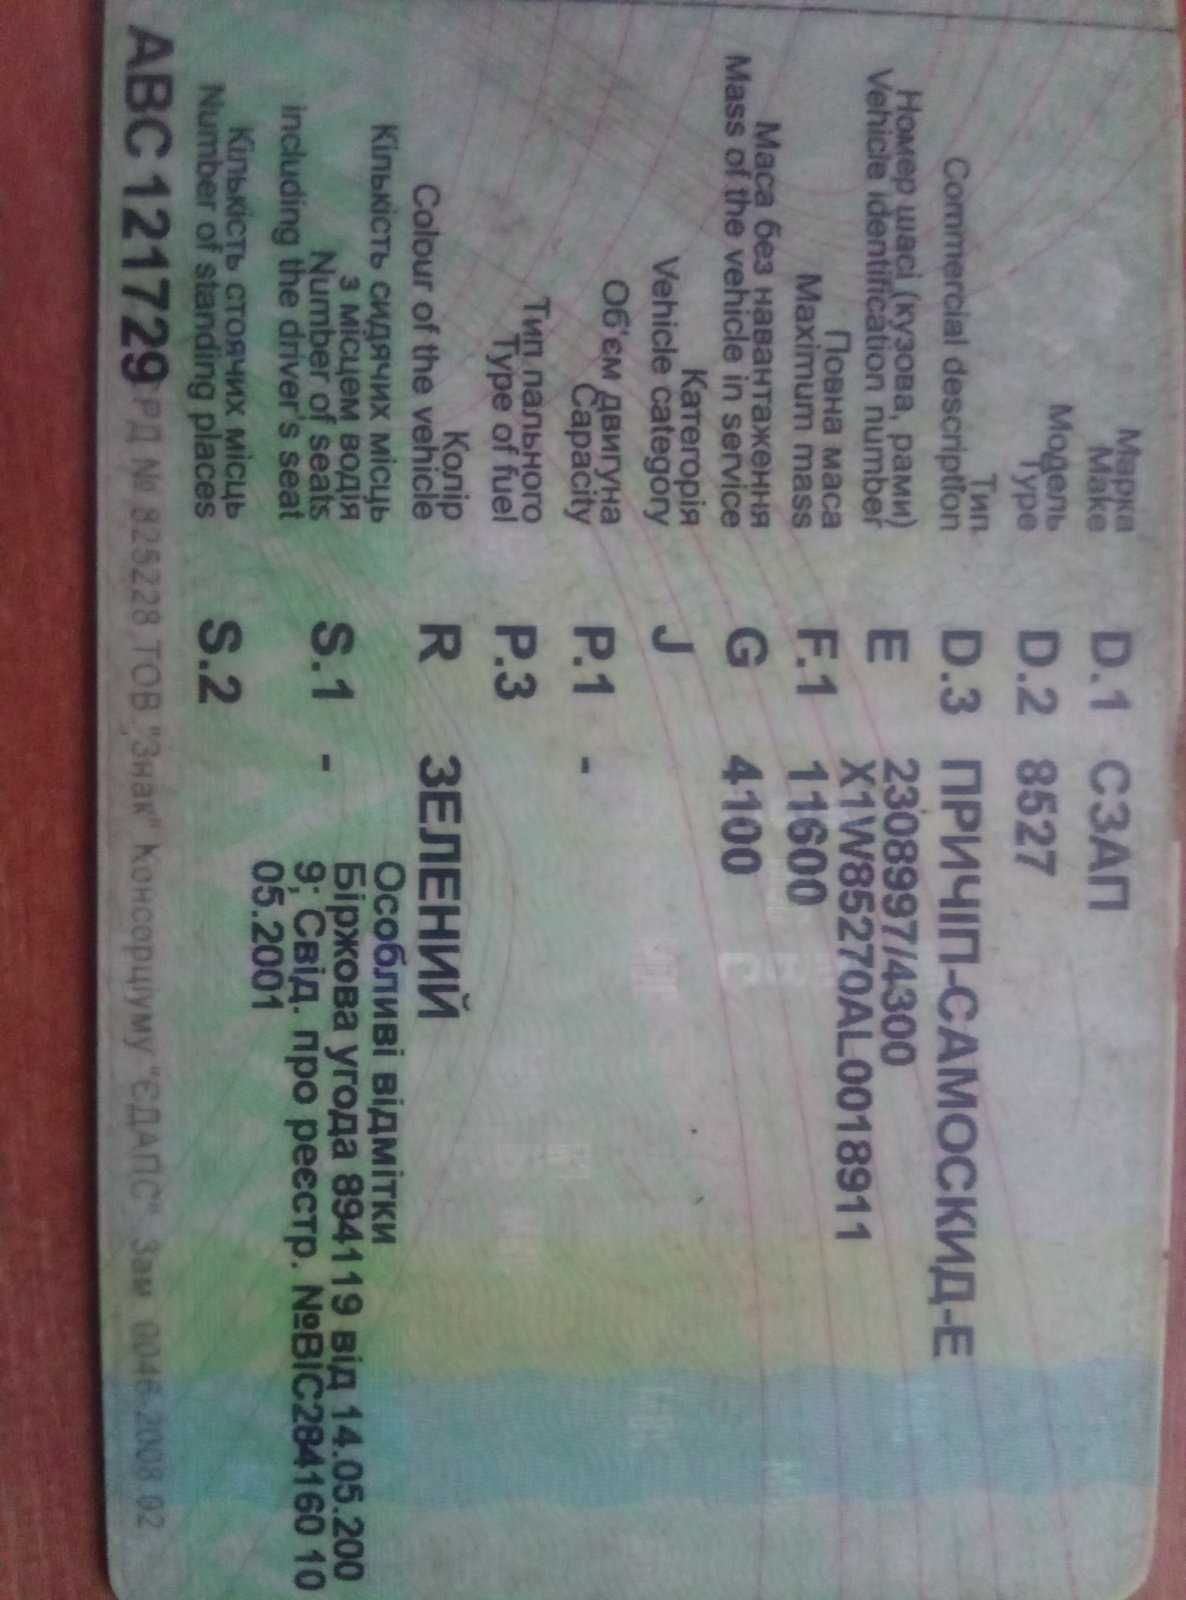 Марка
Make D.1 СЗАП
Модель
Type D.2 8527
Тип
Commercial description D.3 ПРИЧІП-САМОСКИД-Е
Номер шасі (кузова, рами)
Vehicle identification number E 2308997/4300
X1W85270AL0018911
Повна маса
Maximum mass F.1 11600
Маса без навантаження
Mass of the vehicle in service G 4100
Категорія
Vehicle category J
Об'єм двигуна
Capacity P.1 -
Тип пального
Type of fuel P.3
Колір
Colour of the vehicle R ЗЕЛЕНИЙ
Кількість сидячих місць
з місцем водія
Number of seats
including the driver's seat S.1 -
Кількість стоячих місць
Number of standing places S.2
Особливі відмітки
Біржова угода 894119 від 14.05.200
9; Свід. про реєстр. №ВІС284160 10
05.2001
АВС 121729 РД № 825228 ТОВ "Знак" Консорціуму "ЄДАПС" Зам. 0046-2008.02